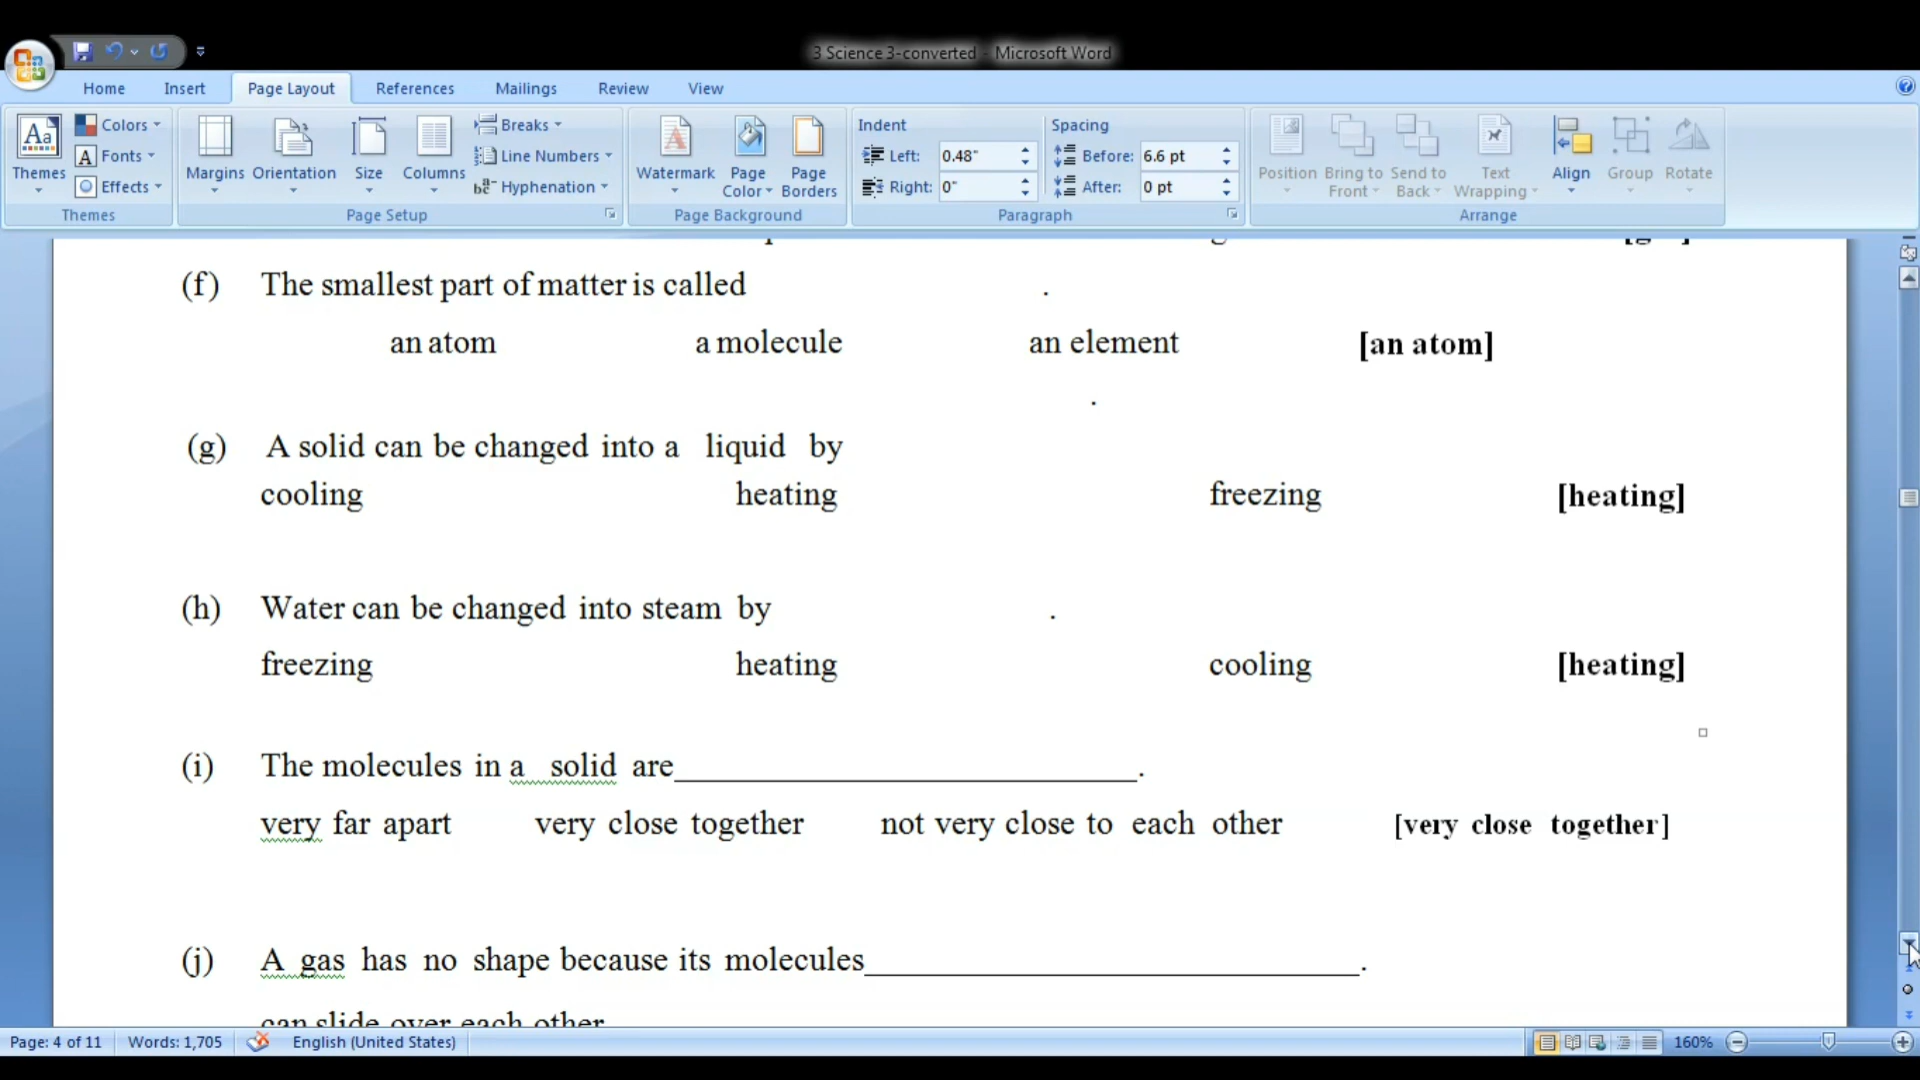 3 Science 3-converted - Microsoft Word
Home Insert Page Layout References Mailings Review View
Aa Colors Margins Orientation Size Columns Breaks Watermark Page Color Page Borders Indent Spacing Position Bring to Front Send to Back Text Wrapping Align Group Rotate
Themes A Fonts Line Numbers Left: 0.48" Before: 6.6 pt
Effects Hyphenation Right: 0" After: 0 pt
Themes Page Setup Page Background Paragraph Arrange
(f) The smallest part of matter is called .
an atom a molecule an element [an atom]
.
(g) A solid can be changed into a liquid by
cooling heating freezing [heating]
(h) Water can be changed into steam by .
freezing heating cooling [heating]
(i) The molecules in a solid are____________________________.
very far apart very close together not very close to each other [very close together]
(j) A gas has no shape because its molecules______________________________.
can slide over each other
Page: 4 of 11 Words: 1,705 English (United States) 160%